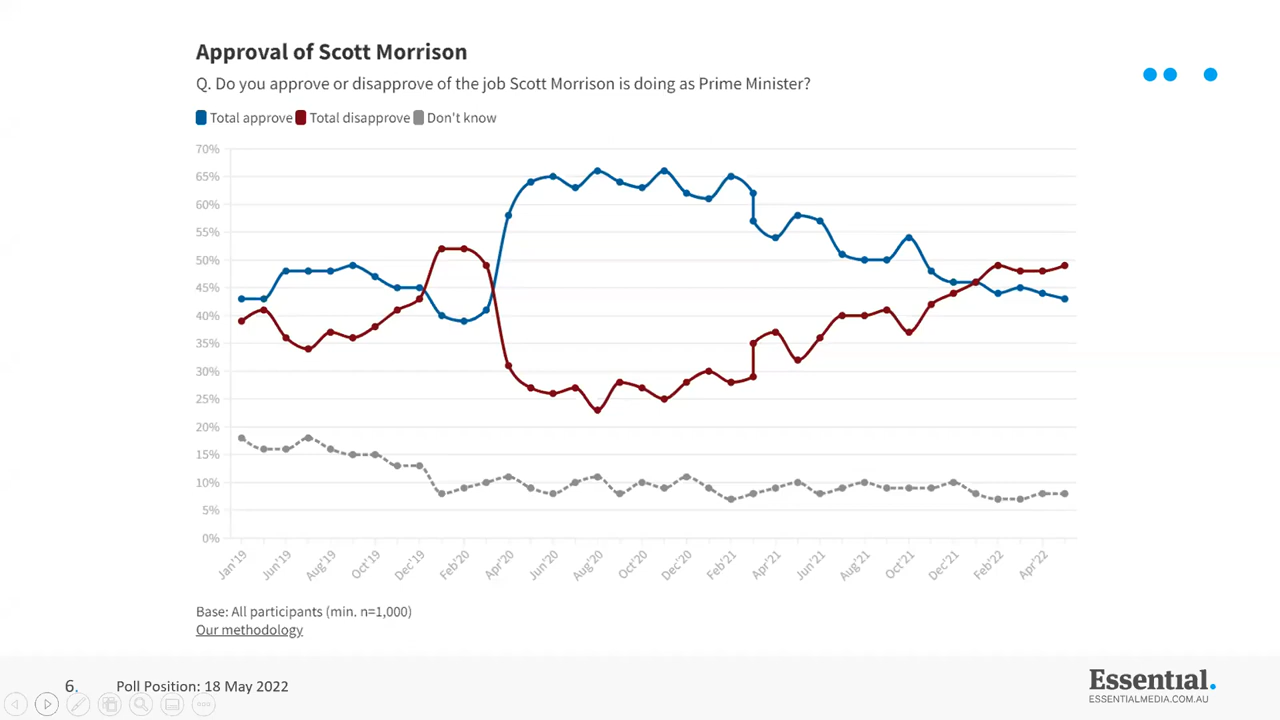 Approval of Scott Morrison
Q. Do you approve or disapprove of the job Scott Morrison is doing as Prime Minister?
Total approve Total disapprove Don't know
70%
65%
60%
55%
50%
45%
40%
35%
30%
25%
20%
15%
10%
5%
0%
Jan'19 Jun'19 Aug'19 Oct'19 Dec'19 Feb'20 Apr'20 Jun'20 Aug'20 Oct'20 Dec'20 Feb'21 Apr'21 Jun'21 Aug'21 Oct'21 Dec'21 Feb'22 Apr'22
Base: All participants (min. n=1,000)
Our methodology
6. Poll Position: 18 May 2022
Essential.
ESSENTIALMEDIA.COM.AU